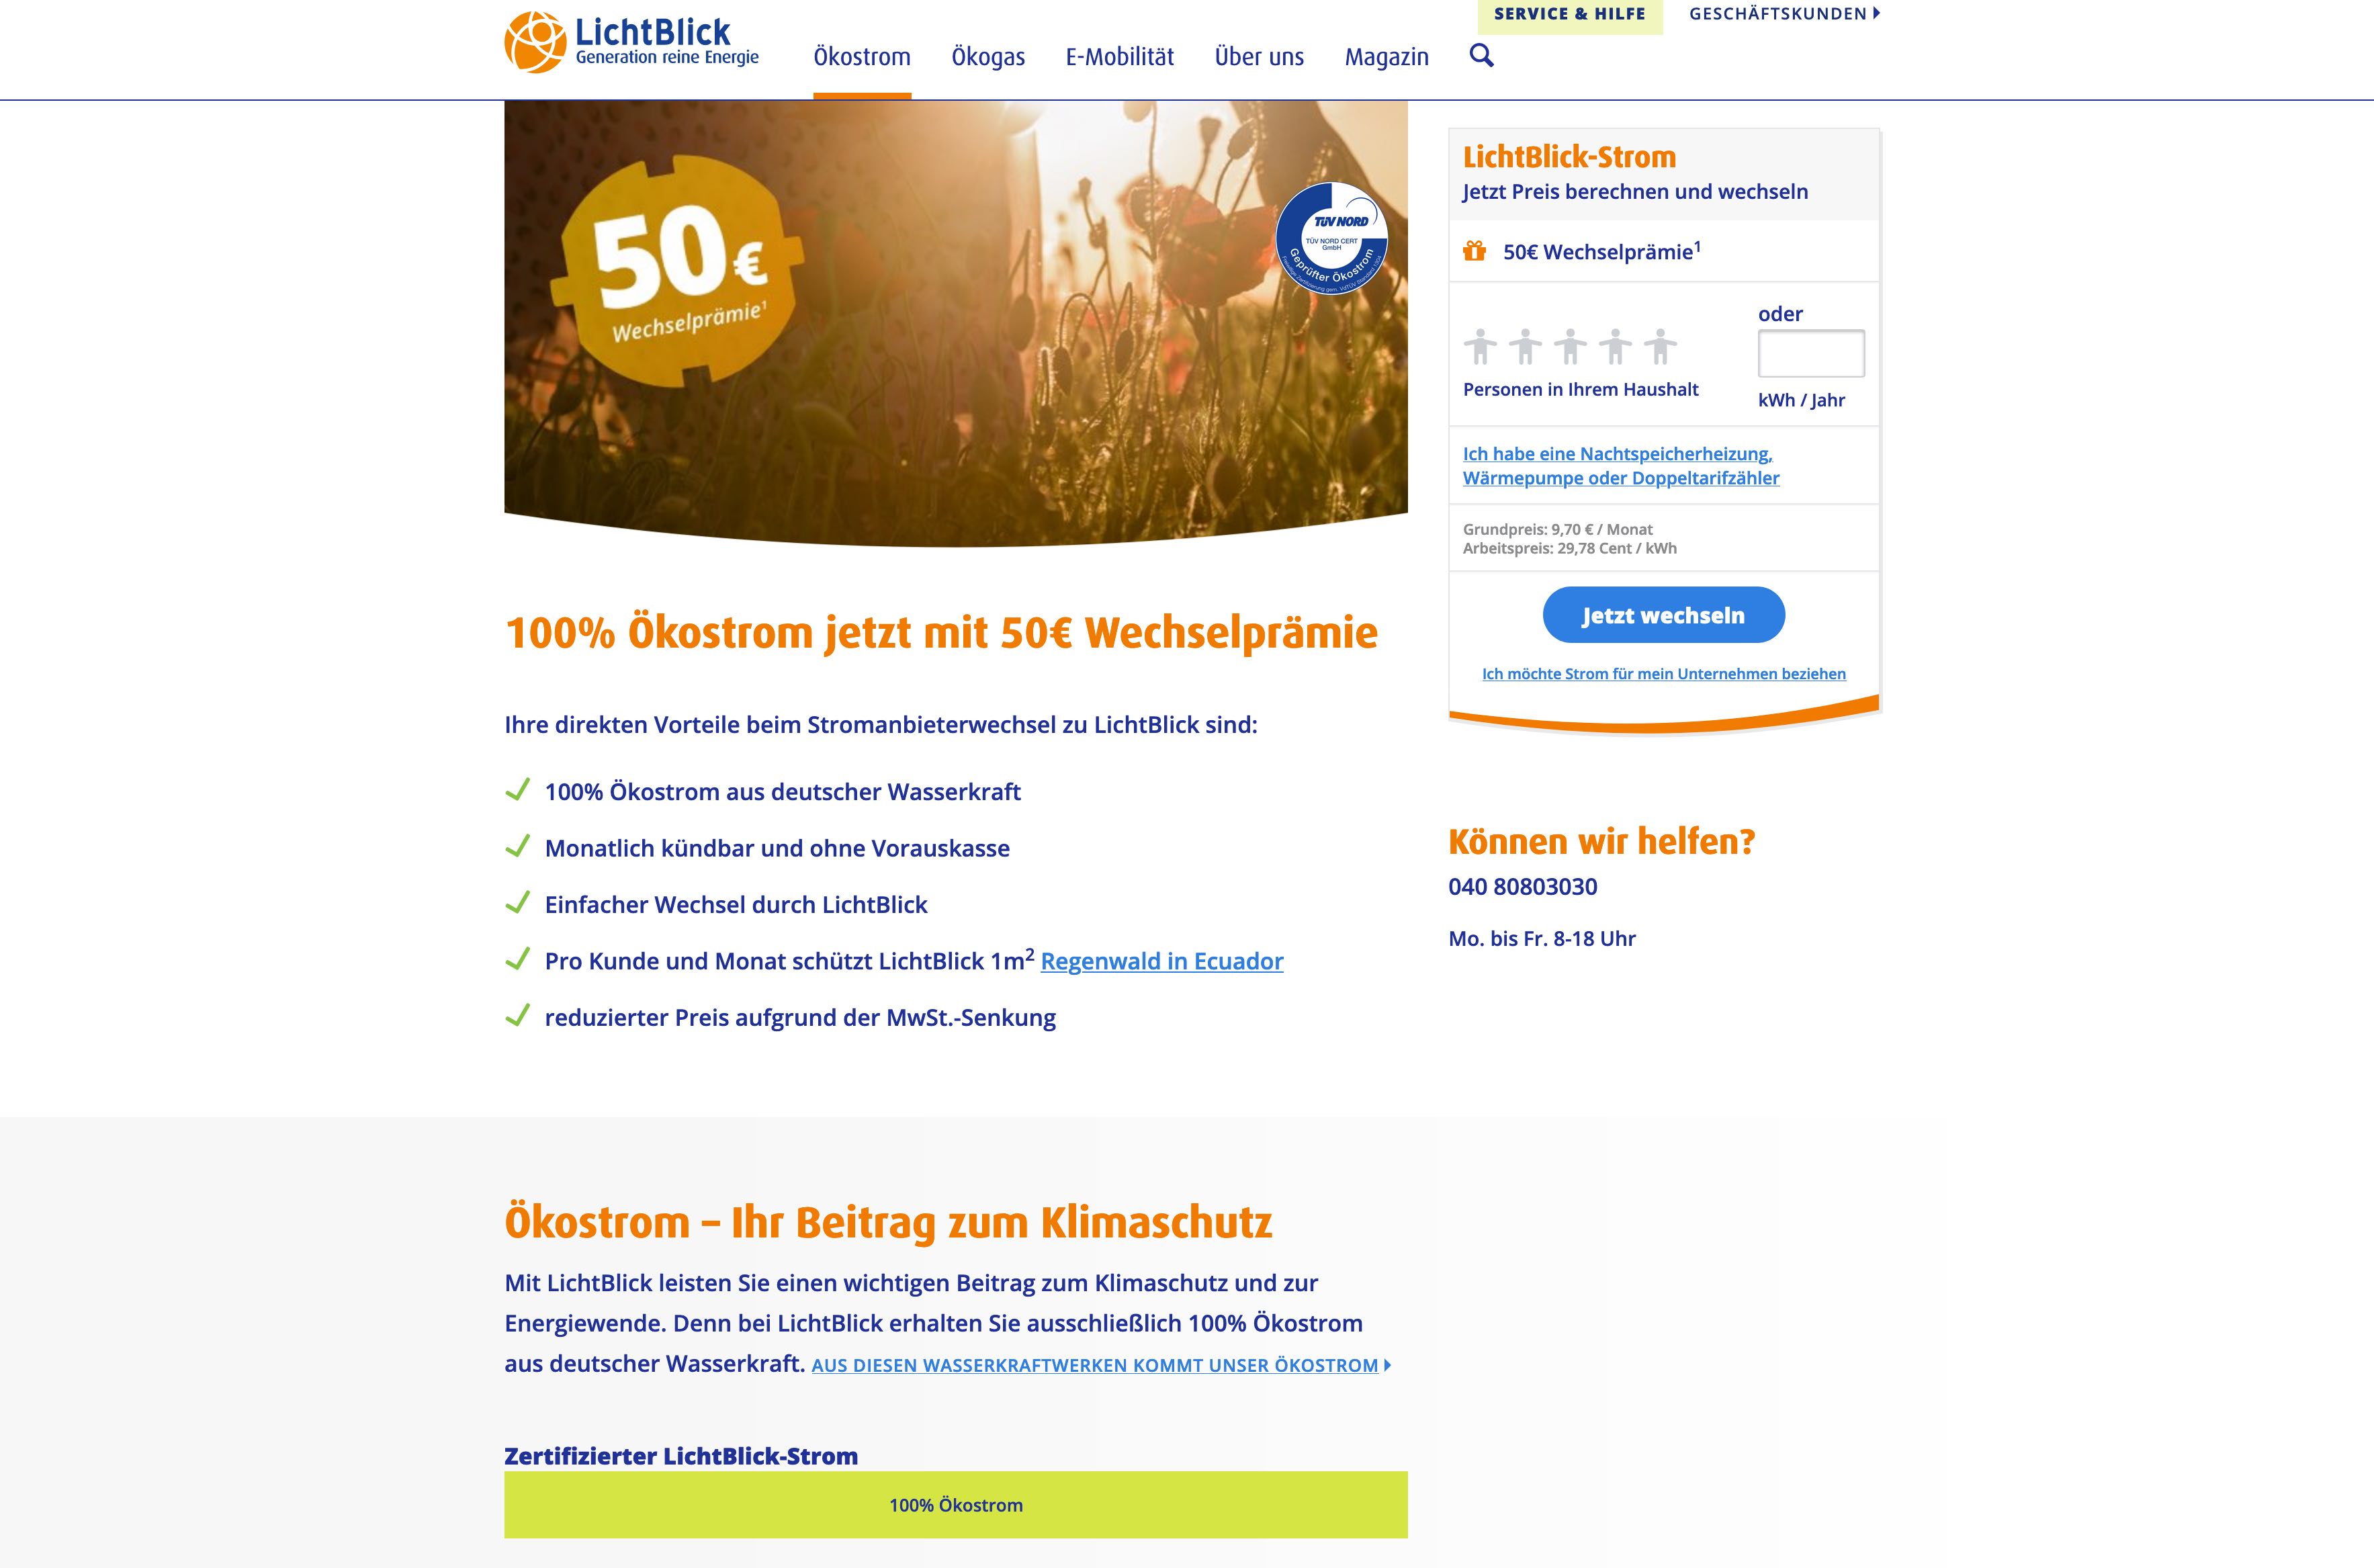 LichtBlick
Generation reine Energie
Ökostrom
Ökogas
E-Mobilität
Über uns
Magazin
SERVICE & HILFE
GESCHÄFTSKUNDEN
50€
Wechselprämie¹
TÜV NORD
TÜV NORD CERT
GmbH
Geprüfter Ökostrom
100% Ökostrom jetzt mit 50€ Wechselprämie
Ihre direkten Vorteile beim Stromanbieterwechsel zu LichtBlick sind:
100% Ökostrom aus deutscher Wasserkraft
Monatlich kündbar und ohne Vorauskasse
Einfacher Wechsel durch LichtBlick
Pro Kunde und Monat schützt LichtBlick 1m² Regenwald in Ecuador
reduzierter Preis aufgrund der MwSt.-Senkung
LichtBlick-Strom
Jetzt Preis berechnen und wechseln
50€ Wechselprämie¹
Personen in Ihrem Haushalt
oder
kWh / Jahr
Ich habe eine Nachtspeicherheizung,
Wärmepumpe oder Doppeltarifzähler
Grundpreis: 9,70 € / Monat
Arbeitspreis: 29,78 Cent / kWh
Jetzt wechseln
Ich möchte Strom für mein Unternehmen beziehen
Können wir helfen?
040 80803030
Mo. bis Fr. 8-18 Uhr
Ökostrom – Ihr Beitrag zum Klimaschutz
Mit LichtBlick leisten Sie einen wichtigen Beitrag zum Klimaschutz und zur
Energiewende. Denn bei LichtBlick erhalten Sie ausschließlich 100% Ökostrom
aus deutscher Wasserkraft. AUS DIESEN WASSERKRAFTWERKEN KOMMT UNSER ÖKOSTROM
Zertifizierter LichtBlick-Strom
100% Ökostrom